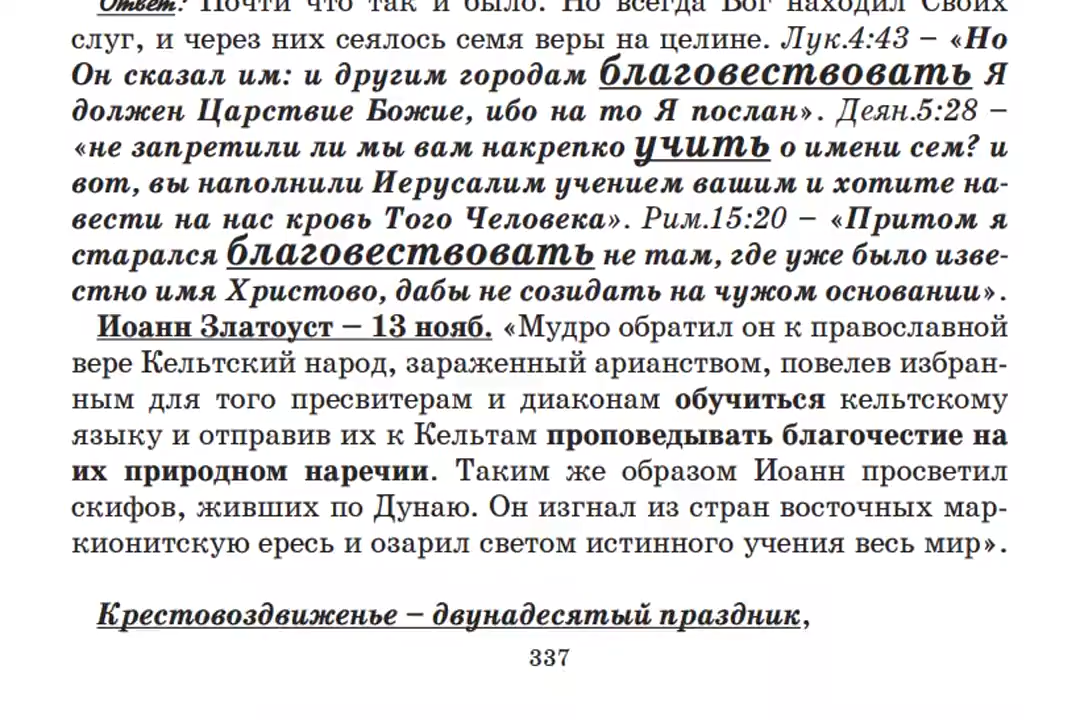 Ответ: Почти что так и было. Но всегда Бог находил Своих
слуг, и через них сеялось семя веры на целине. Лук.4:43 – «Но
Он сказал им: и другим городам благовествовать Я
должен Царствие Божие, ибо на то Я послан». Деян.5:28 –
«не запретили ли мы вам накрепко учить о имени сем? и
вот, вы наполнили Иерусалим учением вашим и хотите на-
вести на нас кровь Того Человека». Рим.15:20 – «Притом я
старался благовествовать не там, где уже было изве-
стно имя Христово, дабы не созидать на чужом основании».
Иоанн Златоуст – 13 нояб. «Мудро обратил он к православной
вере Кельтский народ, зараженный арианством, повелев избран-
ным для того пресвитерам и диаконам обучиться кельтскому
языку и отправив их к Кельтам проповедывать благочестие на
их природном наречии. Таким же образом Иоанн просветил
скифов, живших по Дунаю. Он изгнал из стран восточных мар-
кионитскую ересь и озарил светом истинного учения весь мир».
Крестовоздвиженье – двунадесятый праздник,
337